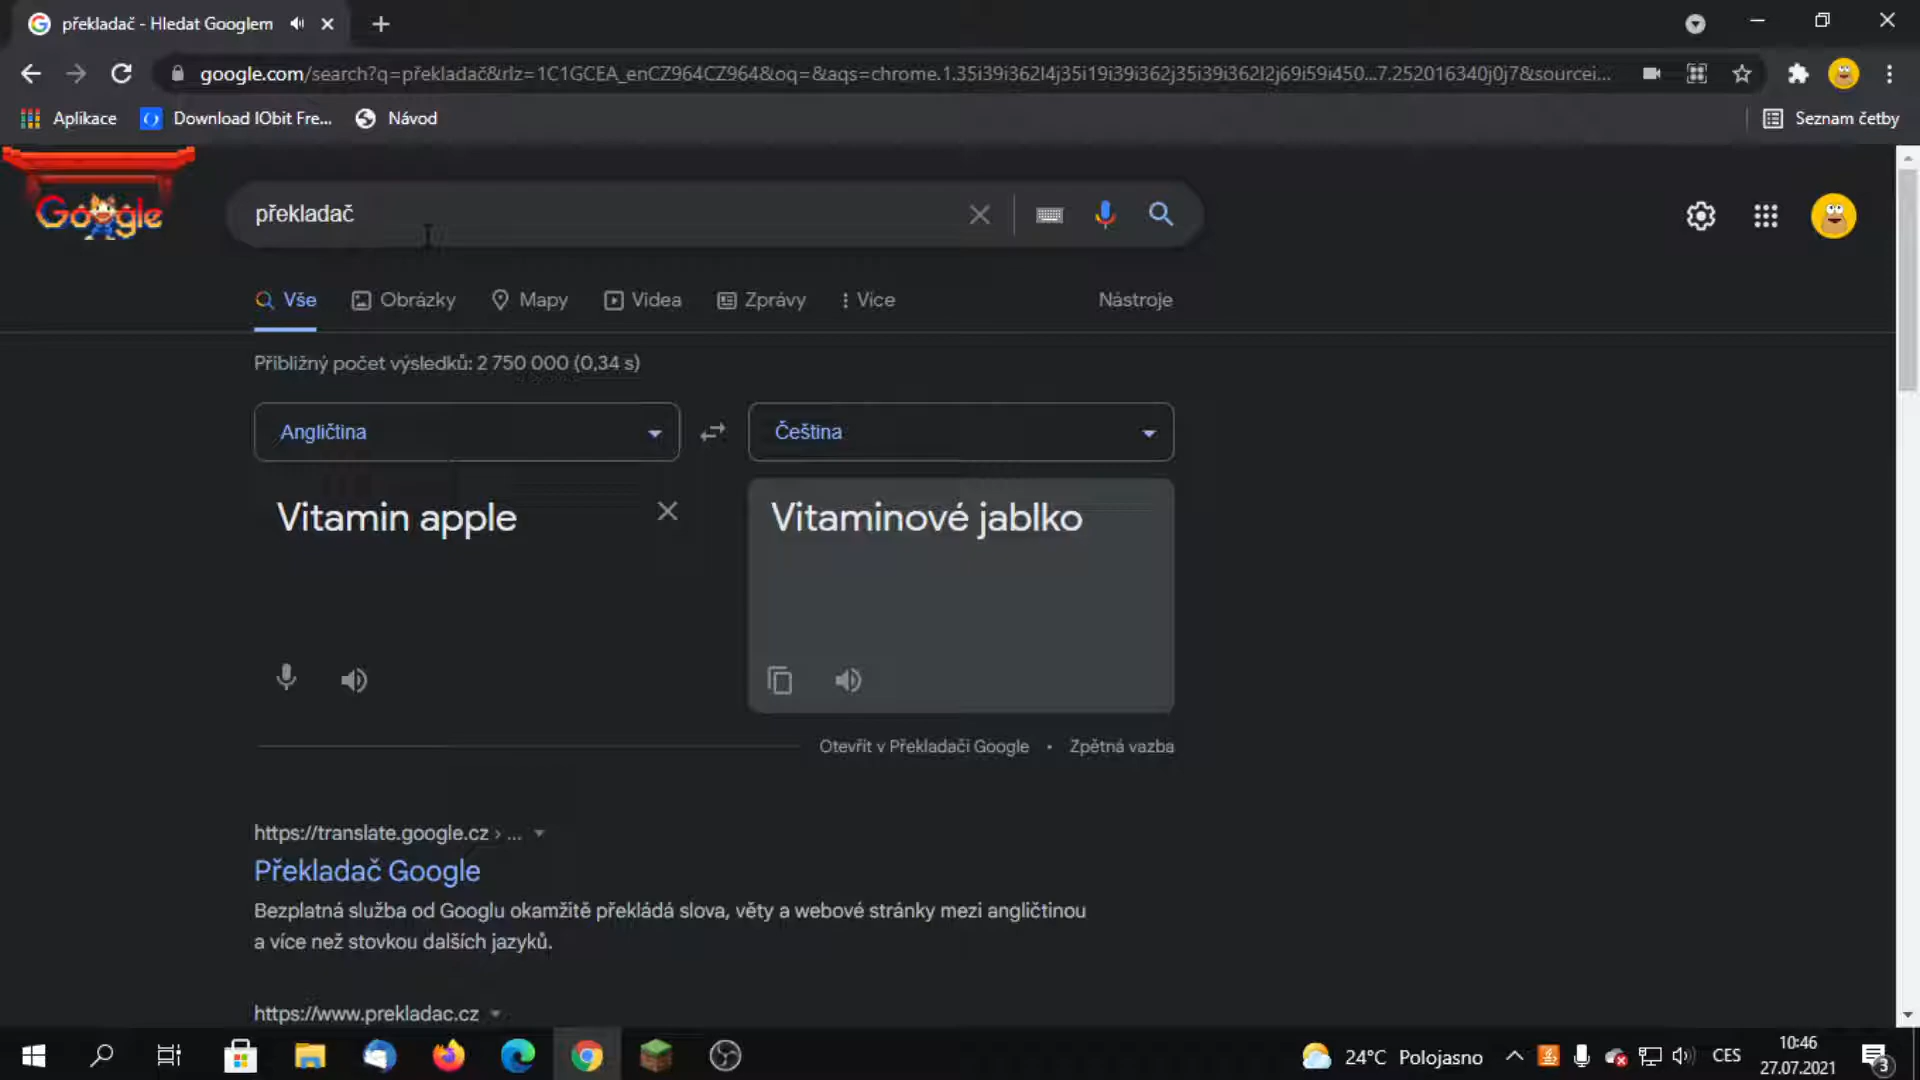 překladač - Hledat Googlem
google.com/search?q=překladač&rlz=1C1GCEA_enCZ964CZ964&oq=&aqs=chrome.1.35i39i362l4j35i19i39i362j35i39i362l2j69i59i450...7.252016340j0j7&sourcei...
Aplikace
Download IObit Fre...
Návod
Seznam četby
Google
překladač
Vše
Obrázky
Mapy
Videa
Zprávy
Více
Nástroje
Přibližný počet výsledků: 2 750 000 (0,34 s)
Angličtina
Čeština
Vitamin apple
Vitaminové jablko
Otevřít v Překladači Google • Zpětná vazba
https://translate.google.cz › ...
Překladač Google
Bezplatná služba od Googlu okamžitě překládá slova, věty a webové stránky mezi angličtinou
a více než stovkou dalších jazyků.
https://www.prekladac.cz
24°C Polojasno
CES
10:46
27.07.2021
3